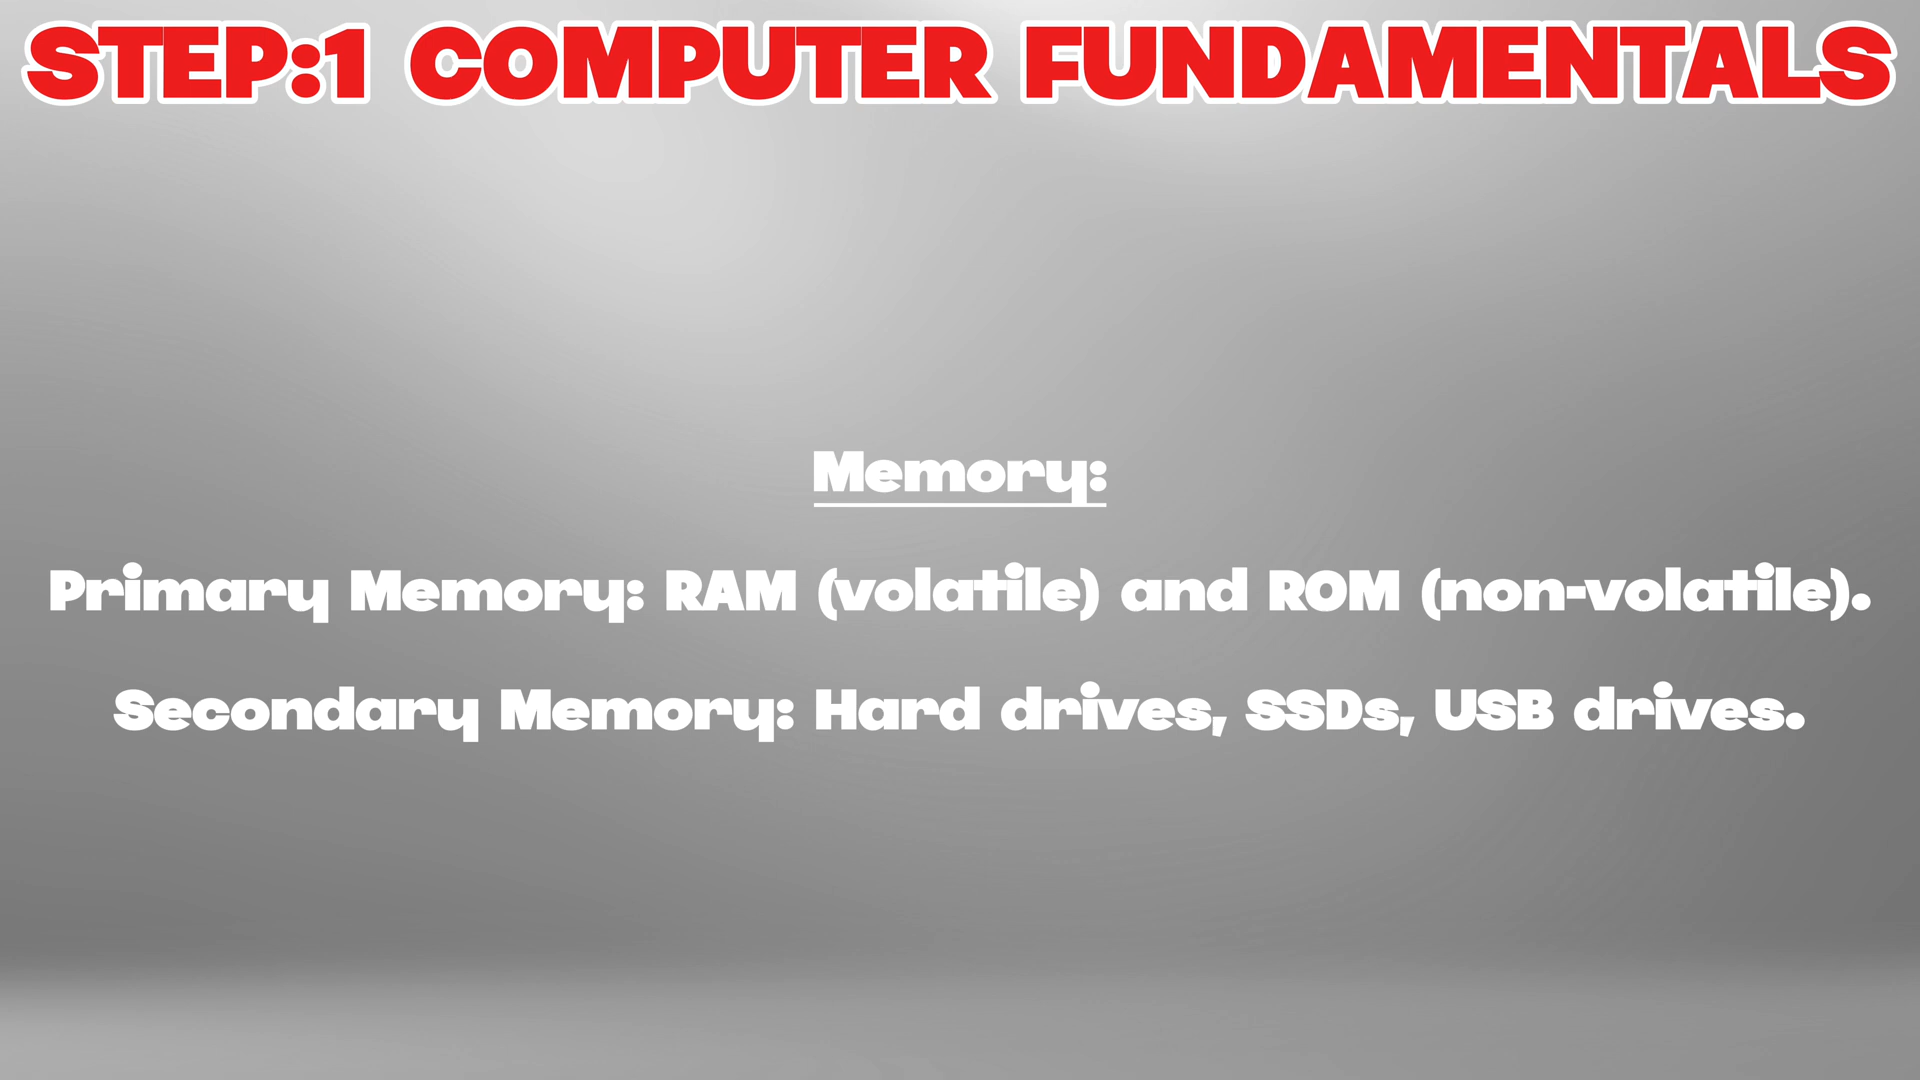 STEP:1 COMPUTER FUNDAMENTALS
Memory:
Primary Memory: RAM (volatile) and ROM (non-volatile).
Secondary Memory: Hard drives, SSDs, USB drives.